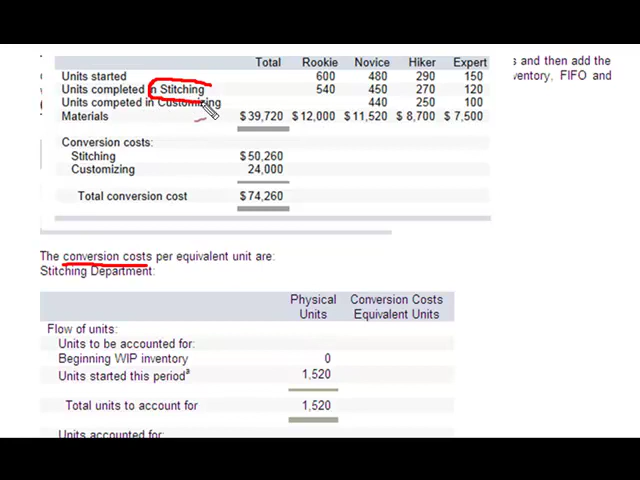 s and then add the
Total Rookie Novice Hiker Expert
Units started 600 480 290 150
ventory, FIFO and
Units completed in Stitching 540 450 270 120
Units competed in Customizing 440 250 100
Materials $39,720 $12,000 $11,520 $8,700 $7,500
Conversion costs:
Stitching $50,260
Customizing 24,000
Total conversion cost $74,260
The conversion costs per equivalent unit are:
Stitching Department:
Physical Conversion Costs
Units Equivalent Units
Flow of units:
Units to be accounted for:
Beginning WIP inventory 0
Units started this periodª 1,520
Total units to account for 1,520
Units accounted for: